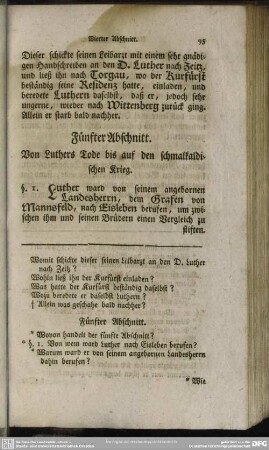 Vierter Abschnitt. 95
Dieser schickte seinen Leibarzt mit einem sehr gnädi-
gen Handschreiben an den D. Luther nach Zeitz,
und ließ ihn nach Torgau, wo der Kurfürst
beständig seine Residenz hatte, einladen, und
beredete Luthern daselbst, daß er, jedoch sehr
ungerne, wieder nach Wittenberg zurück ging.
Allein er starb bald nachher.
Fünfter Abschnitt.
Von Luthers Tode bis auf den schmalkaldi-
schen Krieg.
§. 1. Luther ward von seinem angebornen
Landesherrn, dem Grafen von
Mannsfeld, nach Eisleben berufen, um zwi-
schen ihm und seinen Brüdern einen Vergleich zu
stiften.
Womit schickte dieser seinen Leibarzt an den D. Luther
nach Zeitz?
Wohin ließ ihn der Kurfürst einladen?
Was hatte der Kurfürst beständig daselbst?
Wozu beredete er daselbst Luthern?
† Allein was geschahe bald nachher?
Fünfter Abschnitt.
* Wovon handelt der fünfte Abschnitt?
* §. 1. Von wem ward Luther nach Eisleben berufen?
* Warum ward er von seinem angebornen Landesherrn
dahin berufen?
* Wie